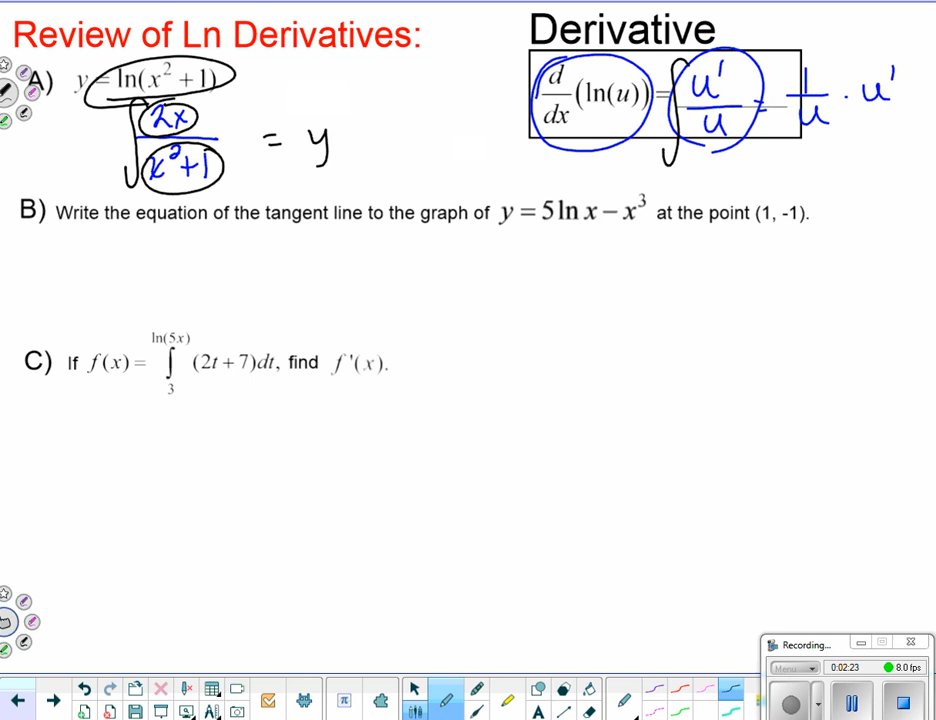 Review of Ln Derivatives:
Derivative
A) y = ln(x² + 1)
d/dx (ln(u)) = ∫ u'/u = 1/u · u'
∫ 2x/x²+1 = y
B) Write the equation of the tangent line to the graph of y = 5 ln x − x³ at the point (1, -1).
C) If f(x) = ∫₃^ln(5x) (2t + 7)dt, find f'(x).
Recording...
Menu 0:02:23 8.0 fps